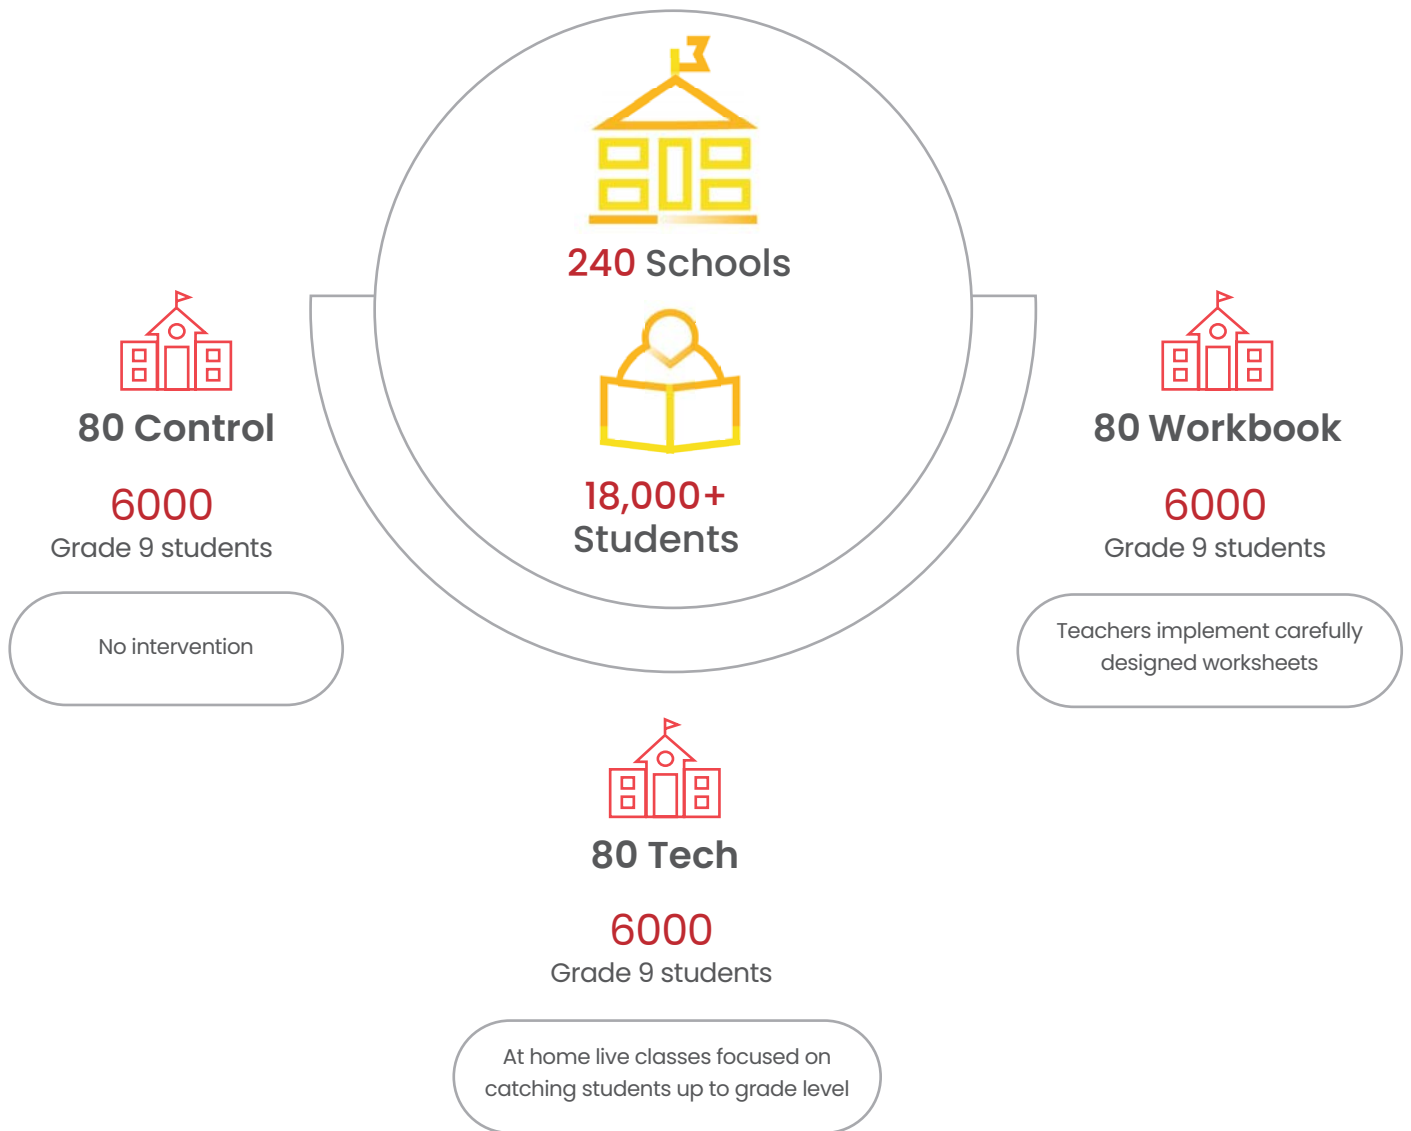 240 Schools
18,000+
Students
80 Control
6000
Grade 9 students
No intervention
80 Workbook
6000
Grade 9 students
Teachers implement carefully
designed worksheets
80 Tech
6000
Grade 9 students
At home live classes focused on
catching students up to grade level